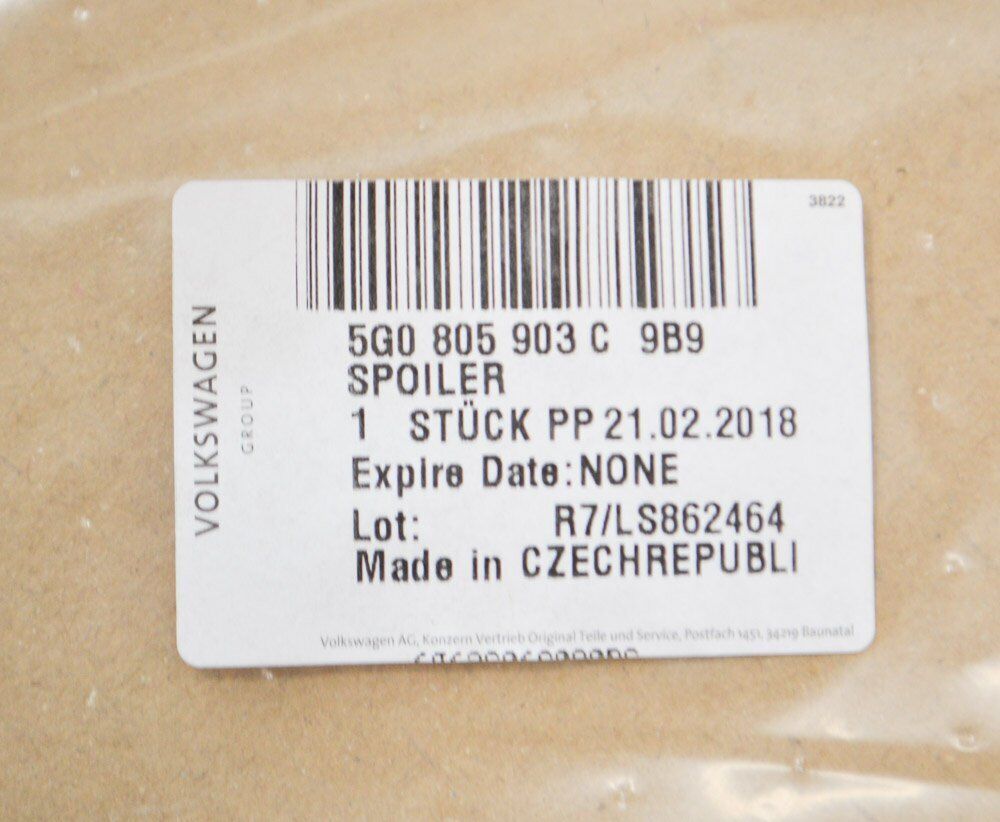 3822
VOLKSWAGEN
GROUP
5G0 805 903 C 9B9
SPOILER
1 STÜCK PP 21.02.2018
Expire Date:NONE
Lot: R7/LS862464
Made in CZECHREPUBLI
Volkswagen AG, Konzern Vertrieb Original Teile und Service, Postfach 1451, 34219 Baunatal